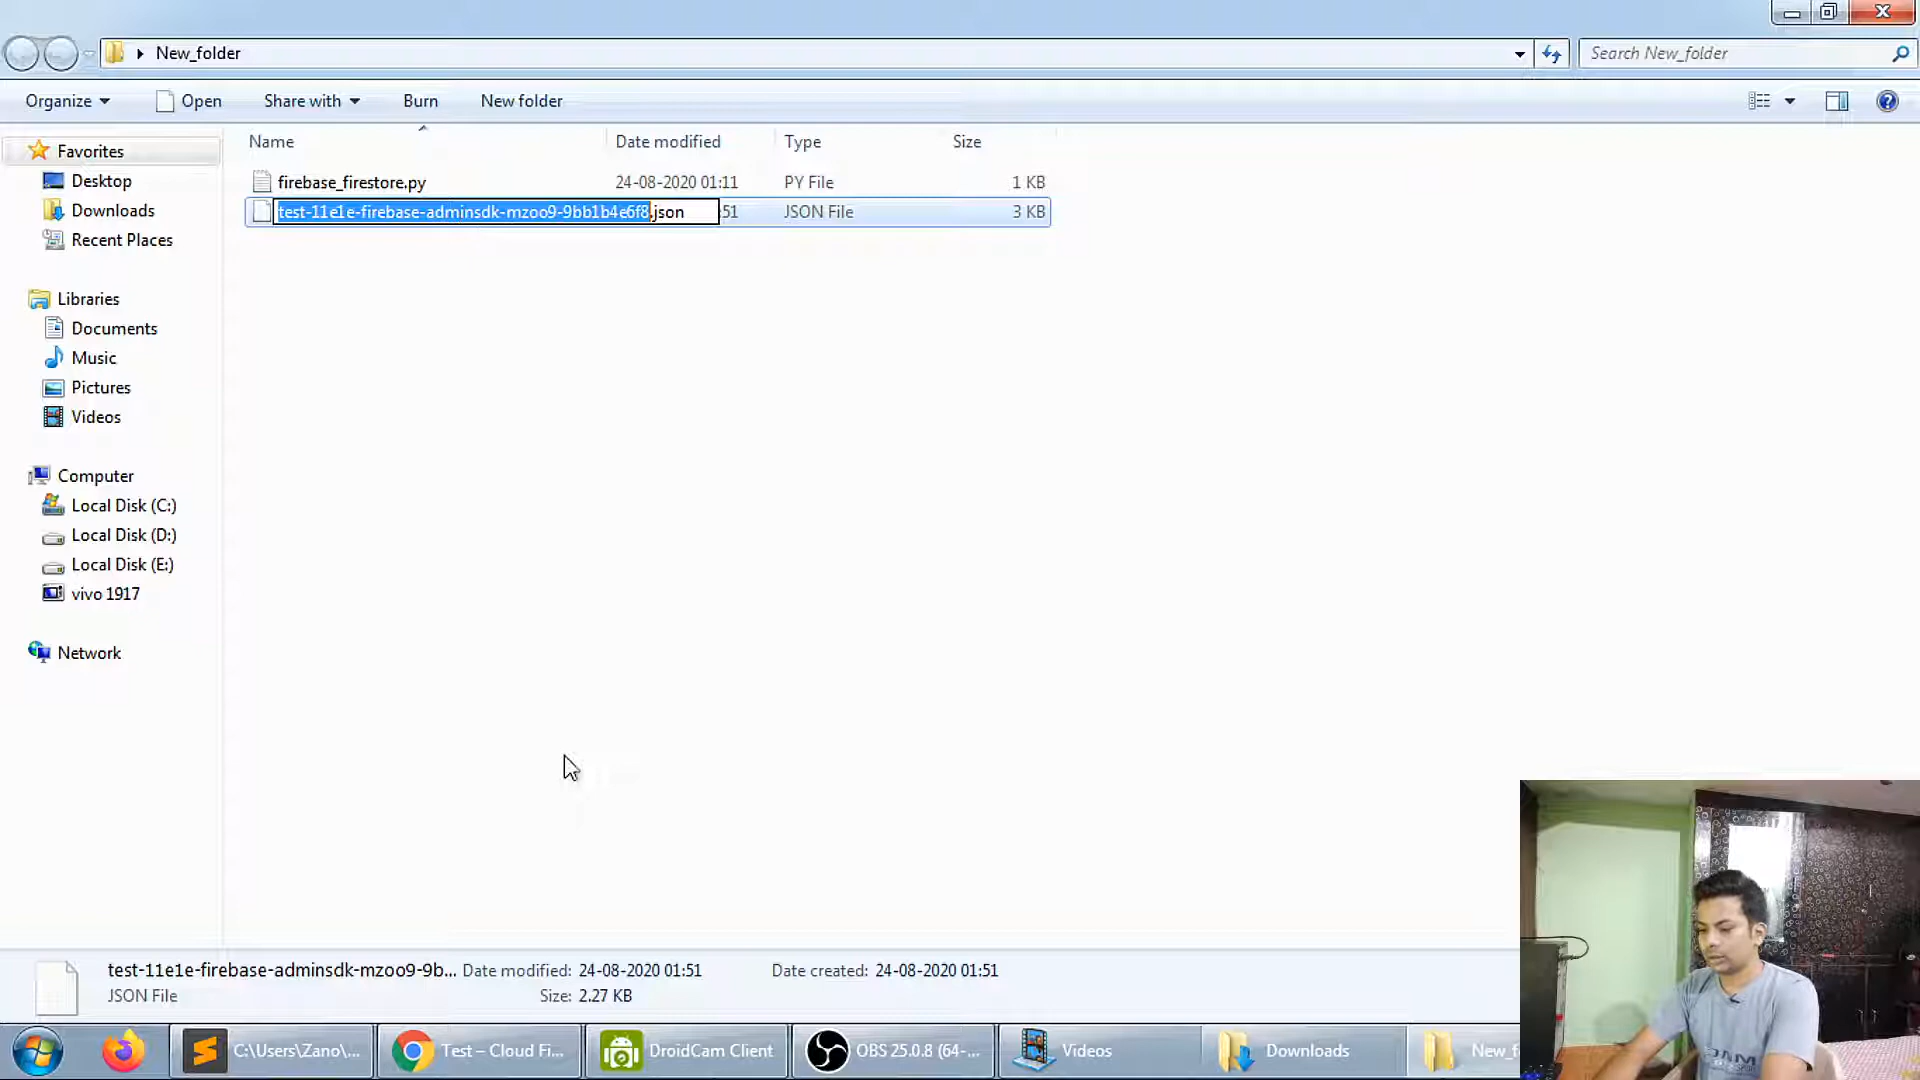 New_folder
Search New_folder
Organize
Open
Share with
Burn
New folder
Name
Date modified
Type
Size
Favorites
Desktop
Downloads
Recent Places
Libraries
Documents
Music
Pictures
Videos
Computer
Local Disk (C:)
Local Disk (D:)
Local Disk (E:)
vivo 1917
Network
firebase_firestore.py 24-08-2020 01:11 PY File 1 KB
test-11e1e-firebase-adminsdk-mzoo9-9bb1b4e6f8.json :51 JSON File 3 KB
test-11e1e-firebase-adminsdk-mzoo9-9b... Date modified: 24-08-2020 01:51 Date created: 24-08-2020 01:51
JSON File Size: 2.27 KB
C:\Users\Zano\...
Test – Cloud Fi...
DroidCam Client
OBS 25.0.8 (64-...
Videos
Downloads
New_f